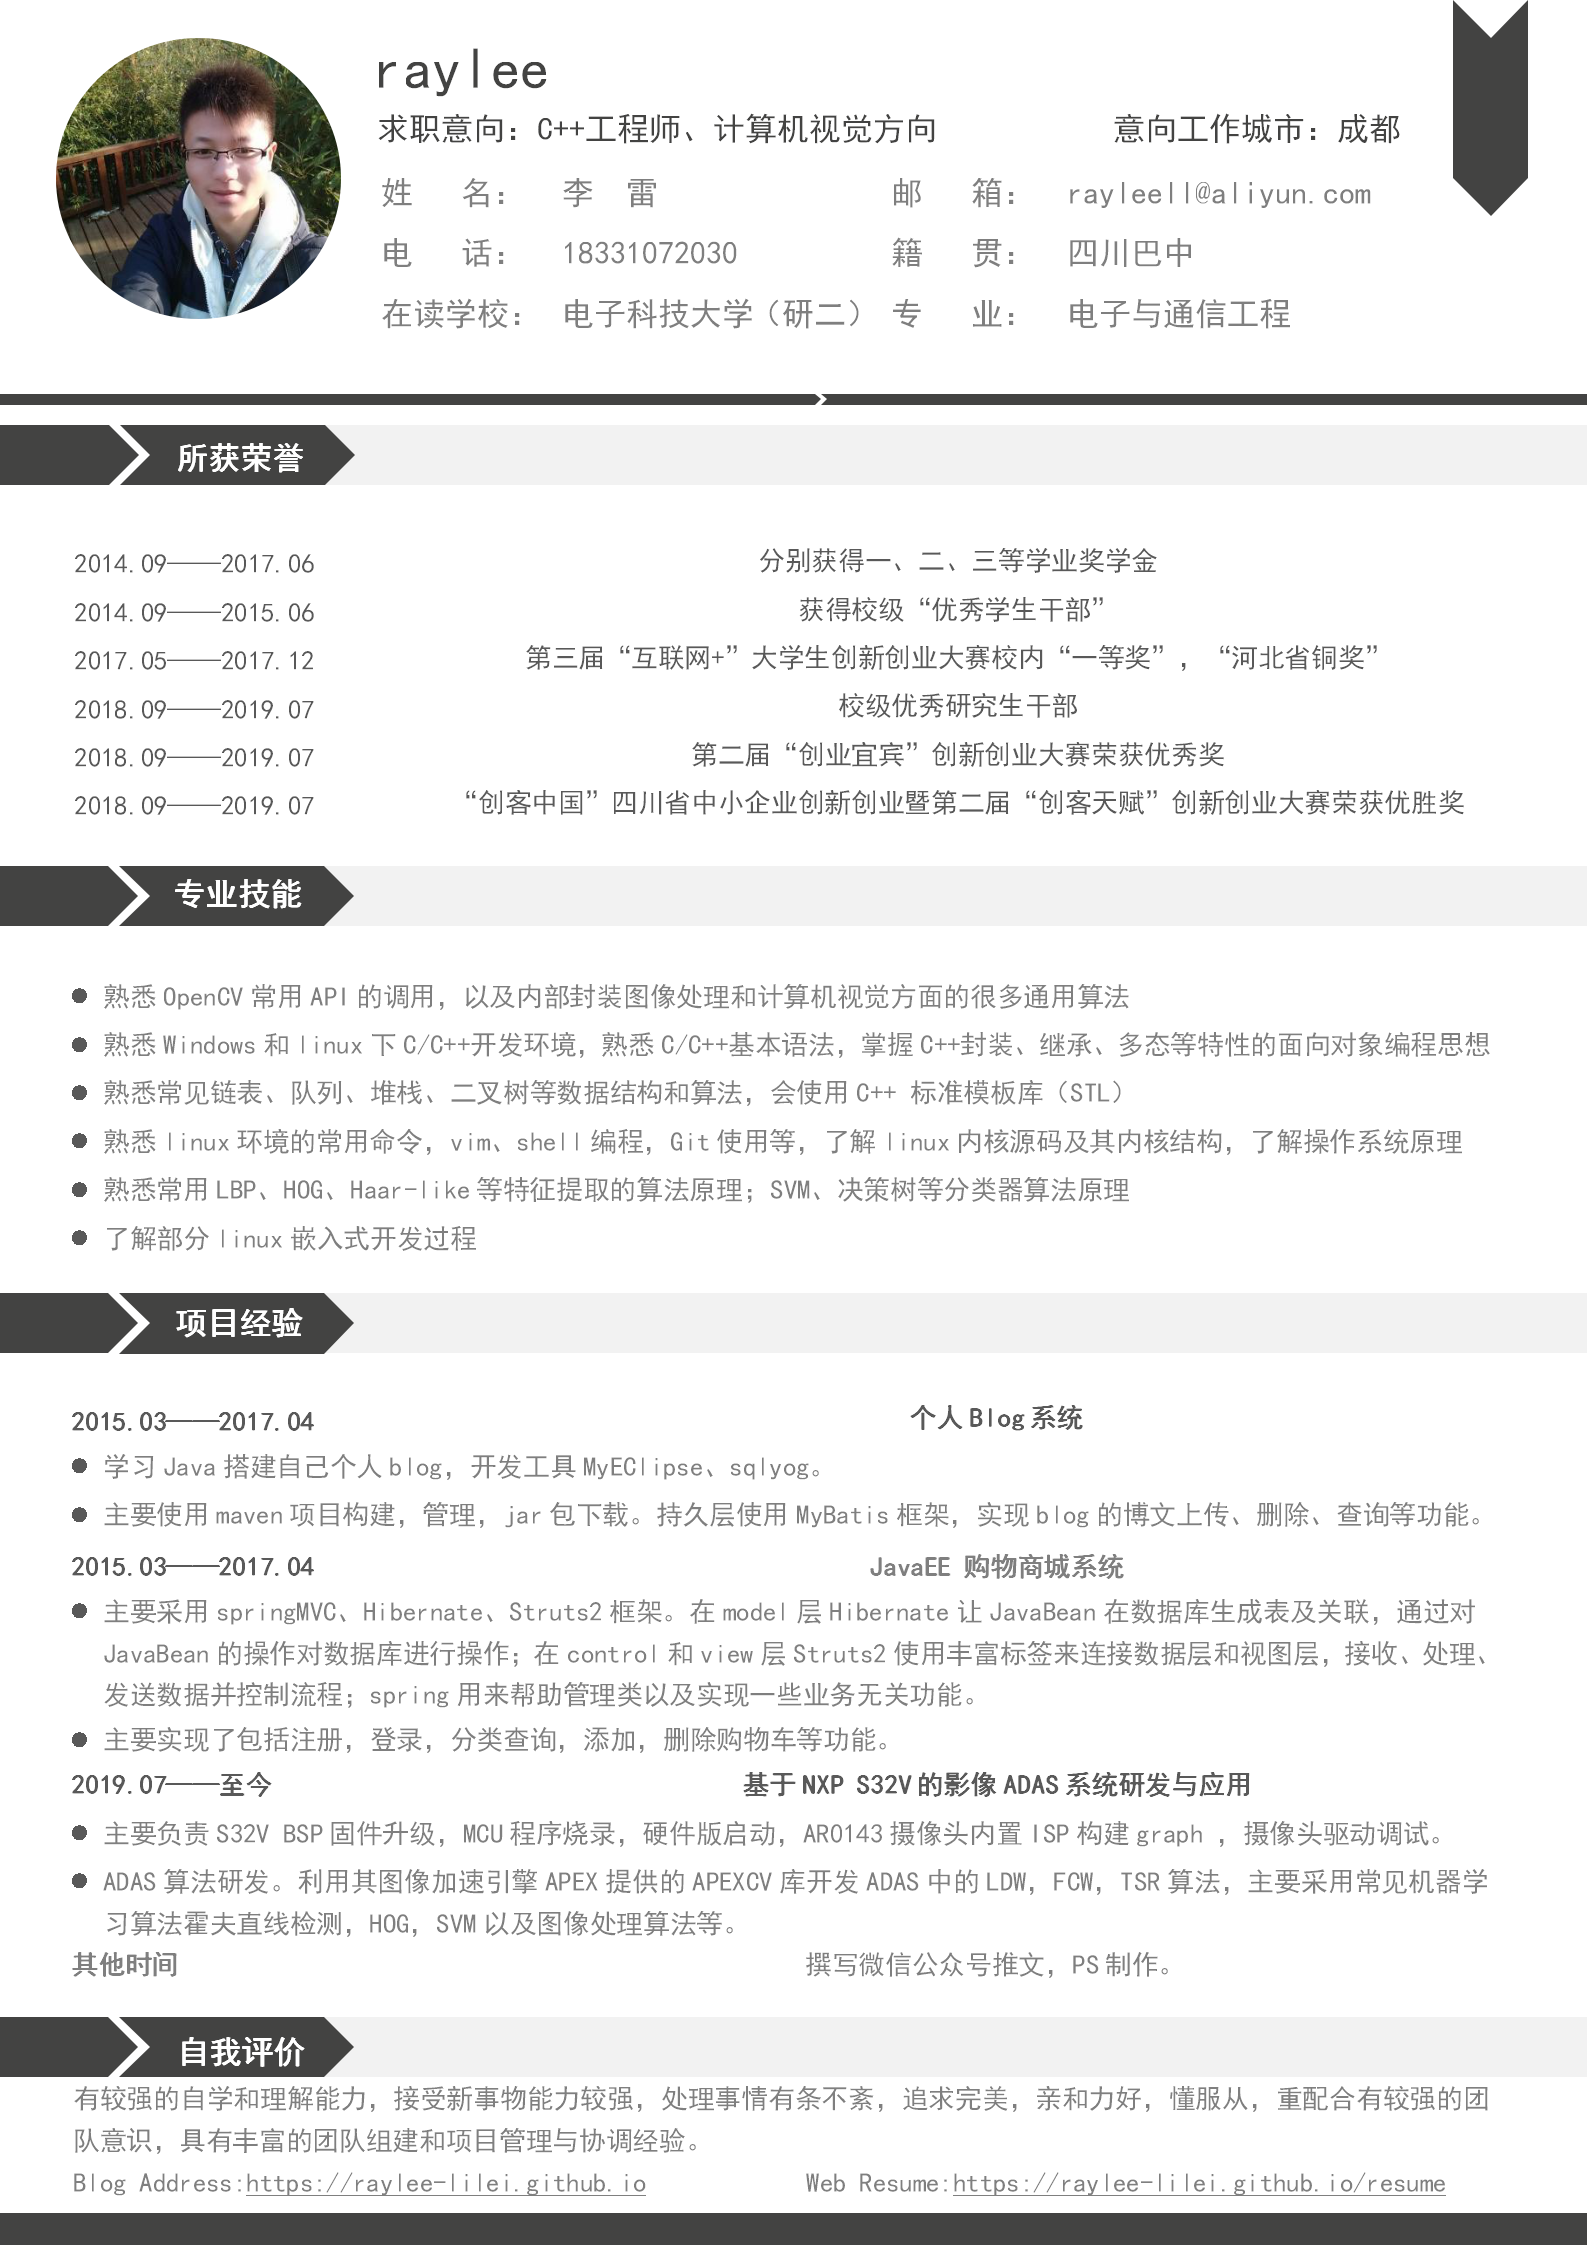 raylee
求职意向：C++工程师、计算机视觉方向 意向工作城市：成都
姓 名： 李 雷 邮 箱： rayleell@aliyun.com
电 话： 18331072030 籍 贯： 四川巴中
在读学校： 电子科技大学（研二） 专 业： 电子与通信工程
所获荣誉
2014.09——2017.06 分别获得一、二、三等学业奖学金
2014.09——2015.06 获得校级“优秀学生干部”
2017.05——2017.12 第三届“互联网+”大学生创新创业大赛校内“一等奖”，“河北省铜奖”
2018.09——2019.07 校级优秀研究生干部
2018.09——2019.07 第二届“创业宜宾”创新创业大赛荣获优秀奖
2018.09——2019.07 “创客中国”四川省中小企业创新创业暨第二届“创客天赋”创新创业大赛荣获优胜奖
专业技能
● 熟悉 OpenCV 常用 API 的调用，以及内部封装图像处理和计算机视觉方面的很多通用算法
● 熟悉 Windows 和 linux 下 C/C++开发环境，熟悉 C/C++基本语法，掌握 C++封装、继承、多态等特性的面向对象编程思想
● 熟悉常见链表、队列、堆栈、二叉树等数据结构和算法，会使用 C++ 标准模板库（STL）
● 熟悉 linux 环境的常用命令，vim、shell 编程，Git 使用等，了解 linux 内核源码及其内核结构，了解操作系统原理
● 熟悉常用 LBP、HOG、Haar-like 等特征提取的算法原理；SVM、决策树等分类器算法原理
● 了解部分 linux 嵌入式开发过程
项目经验
2015.03——2017.04 个人 Blog 系统
● 学习 Java 搭建自己个人 blog，开发工具 MyEClipse、sqlyog。
● 主要使用 maven 项目构建，管理，jar 包下载。持久层使用 MyBatis 框架，实现 blog 的博文上传、删除、查询等功能。
2015.03——2017.04 JavaEE 购物商城系统
● 主要采用 springMVC、Hibernate、Struts2 框架。在 model 层 Hibernate 让 JavaBean 在数据库生成表及关联，通过对
JavaBean 的操作对数据库进行操作；在 control 和 view 层 Struts2 使用丰富标签来连接数据层和视图层，接收、处理、
发送数据并控制流程；spring 用来帮助管理类以及实现一些业务无关功能。
● 主要实现了包括注册，登录，分类查询，添加，删除购物车等功能。
2019.07——至今 基于 NXP S32V 的影像 ADAS 系统研发与应用
● 主要负责 S32V BSP 固件升级，MCU 程序烧录，硬件版启动，AR0143 摄像头内置 ISP 构建 graph ，摄像头驱动调试。
● ADAS 算法研发。利用其图像加速引擎 APEX 提供的 APEXCV 库开发 ADAS 中的 LDW，FCW，TSR 算法，主要采用常见机器学
习算法霍夫直线检测，HOG，SVM 以及图像处理算法等。
其他时间 撰写微信公众号推文，PS 制作。
自我评价
有较强的自学和理解能力，接受新事物能力较强，处理事情有条不紊，追求完美，亲和力好，懂服从，重配合有较强的团
队意识，具有丰富的团队组建和项目管理与协调经验。
Blog Address:https://raylee-lilei.github.io Web Resume:https://raylee-lilei.github.io/resume